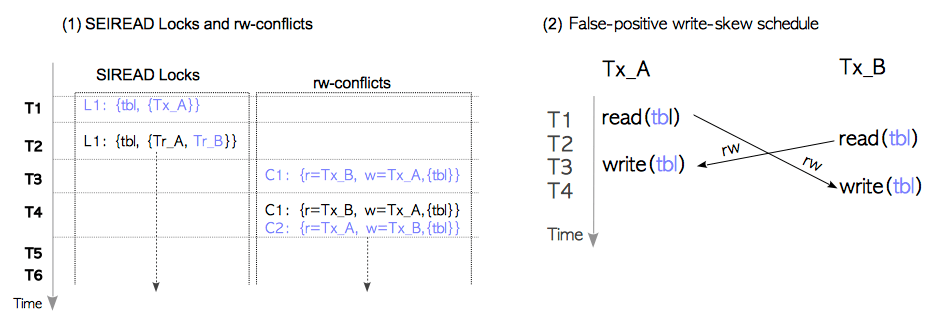 (1) SEIREAD Locks and rw-conflicts
SIREAD Locks
rw-conflicts
T1
L1: {tbl, {Tx_A}}
T2
L1: {tbl, {Tr_A, Tr_B}}
T3
C1: {r=Tx_B, w=Tx_A,{tbl}}
T4
C1: {r=Tx_B, w=Tx_A,{tbl}}
C2: {r=Tx_A, w=Tx_B,{tbl}}
T5
T6
Time
(2) False-positive write-skew schedule
Tx_A
Tx_B
T1
read(tbl)
T2
read(tbl)
rw
rw
T3
write(tbl)
T4
write(tbl)
Time